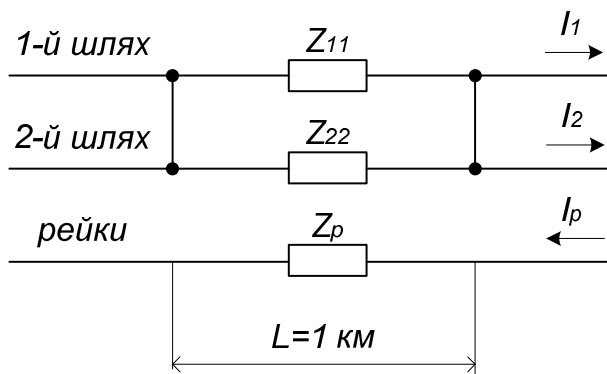 1-й шлях
Z11
I1
2-й шлях
Z22
I2
рейки
Zp
Ip
L=1 км